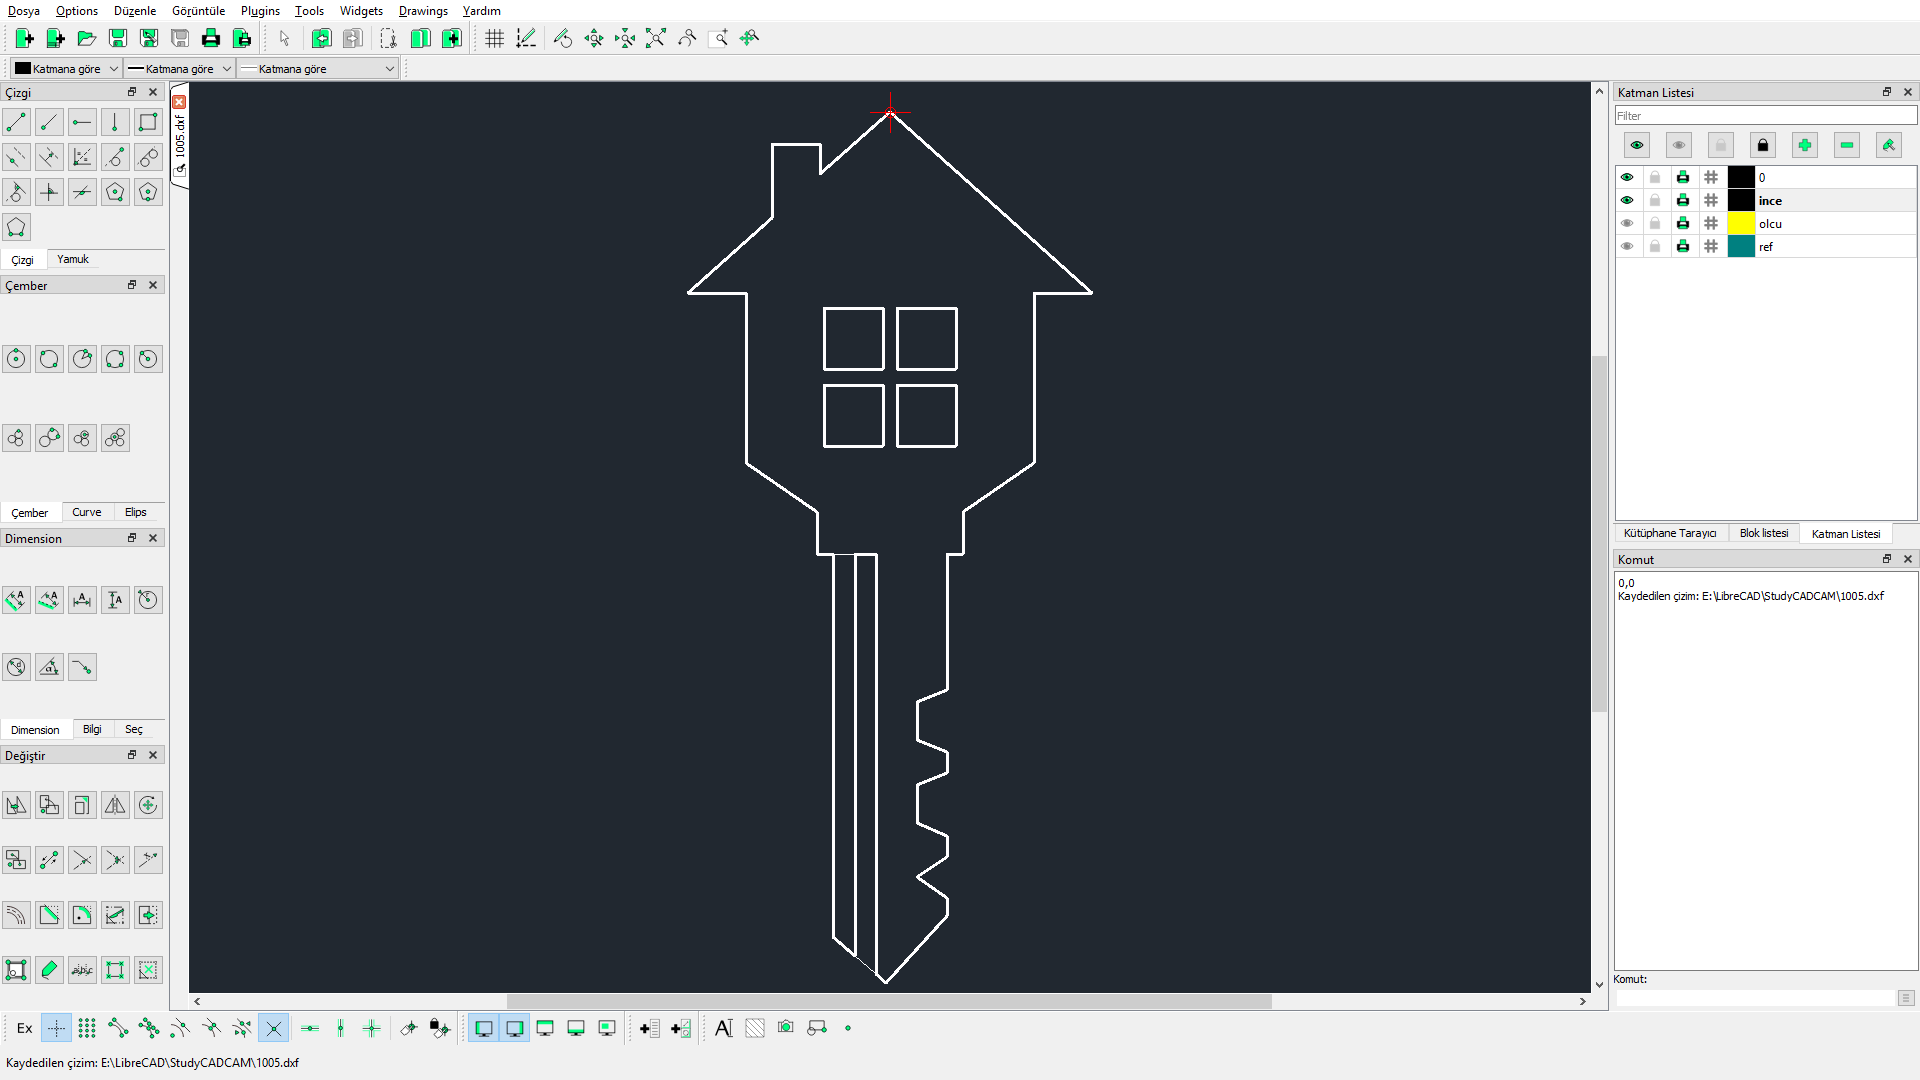 Dosya Options Düzenle Görüntüle Plugins Tools Widgets Drawings Yardım
Katmana göre Katmana göre Katmana göre
Çizgi
1005.dxf
Çizgi Yamuk
Çember
Çember Curve Elips
Dimension
Dimension Bilgi Seç
Değiştir
Katman Listesi
Filter
0
ince
olcu
ref
Kütüphane Tarayıcı Blok listesi Katman Listesi
Komut
0,0
Kaydedilen çizim: E:\LibreCAD\StudyCADCAM\1005.dxf
Komut:
Ex
Kaydedilen çizim: E:\LibreCAD\StudyCADCAM\1005.dxf